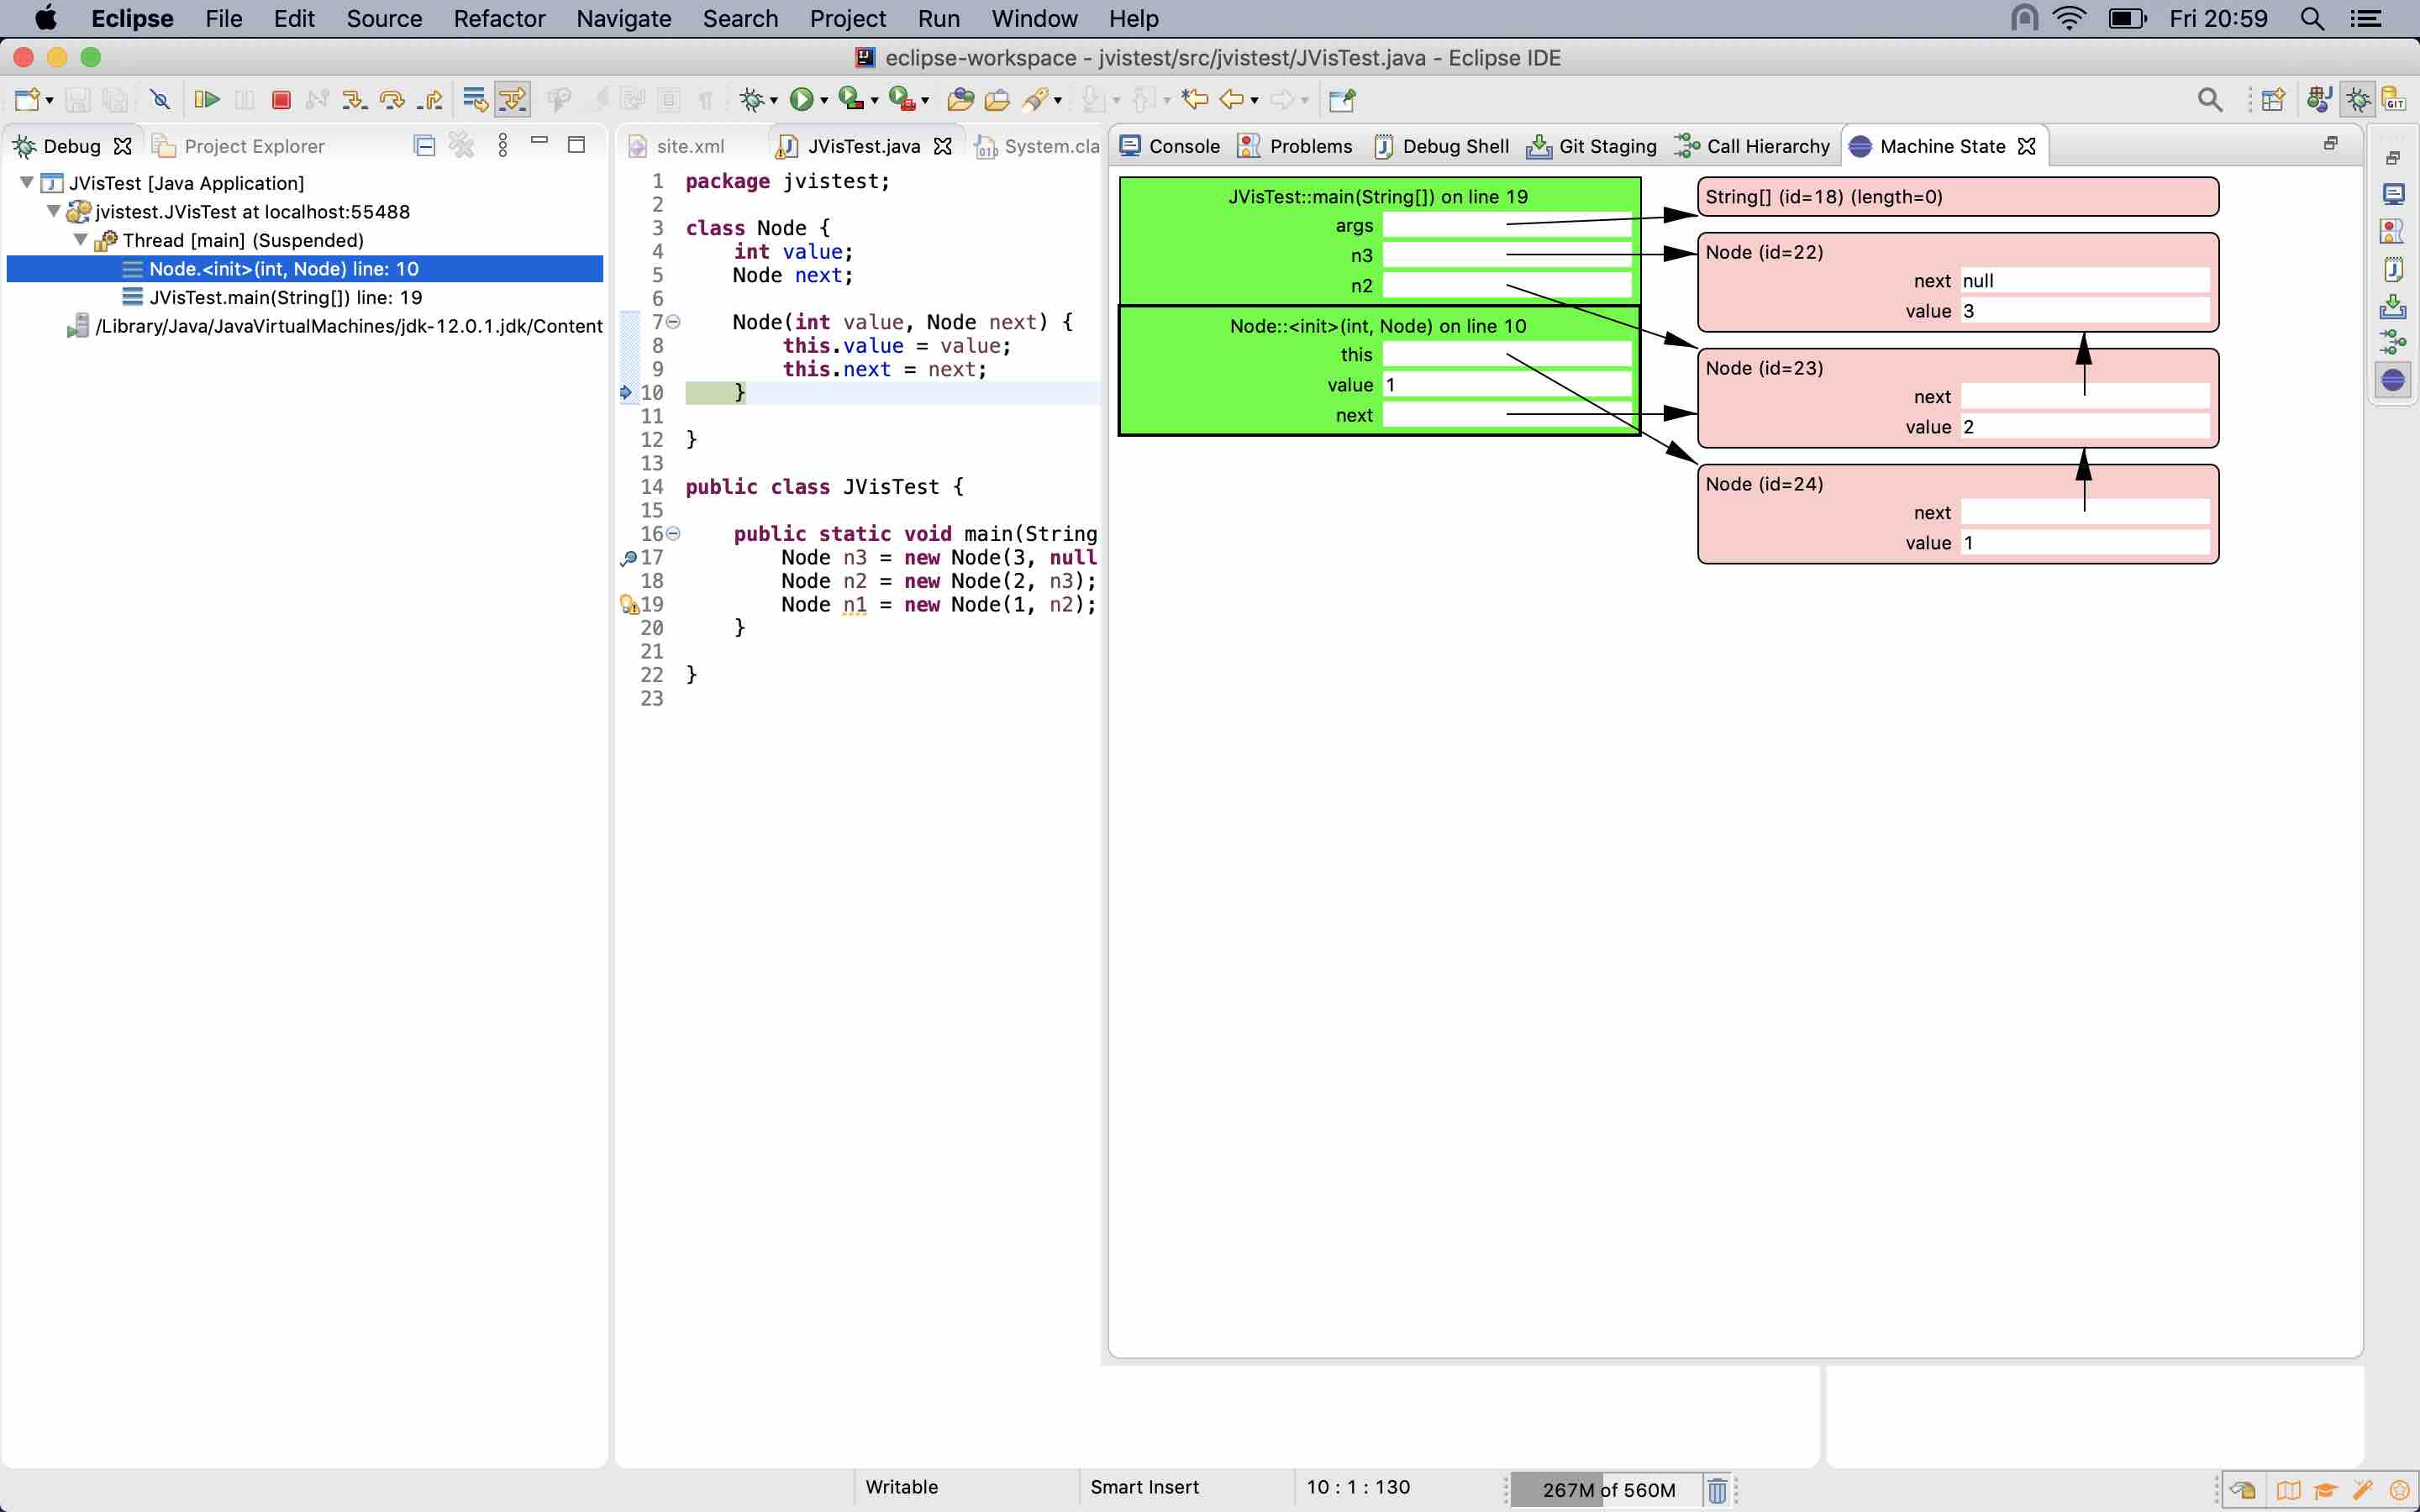 Eclipse File Edit Source Refactor Navigate Search Project Run Window Help Fri 20:59
eclipse-workspace - jvistest/src/jvistest/JVisTest.java - Eclipse IDE
GIT
Debug Project Explorer
JVisTest [Java Application]
jvistest.JVisTest at localhost:55488
Thread [main] (Suspended)
Node.<init>(int, Node) line: 10
JVisTest.main(String[]) line: 19
/Library/Java/JavaVirtualMachines/jdk-12.0.1.jdk/Content
site.xml JVisTest.java System.cla
1 package jvistest;
2
3 class Node {
4 int value;
5 Node next;
6
7 Node(int value, Node next) {
8 this.value = value;
9 this.next = next;
10 }
11
12 }
13
14 public class JVisTest {
15
16 public static void main(String
17 Node n3 = new Node(3, null
18 Node n2 = new Node(2, n3);
19 Node n1 = new Node(1, n2);
20 }
21
22 }
23
Console Problems Debug Shell Git Staging Call Hierarchy Machine State
JVisTest::main(String[]) on line 19
args
n3
n2
Node::<init>(int, Node) on line 10
this
value 1
next
String[] (id=18) (length=0)
Node (id=22)
next null
value 3
Node (id=23)
next
value 2
Node (id=24)
next
value 1
Writable Smart Insert 10 : 1 : 130 267M of 560M